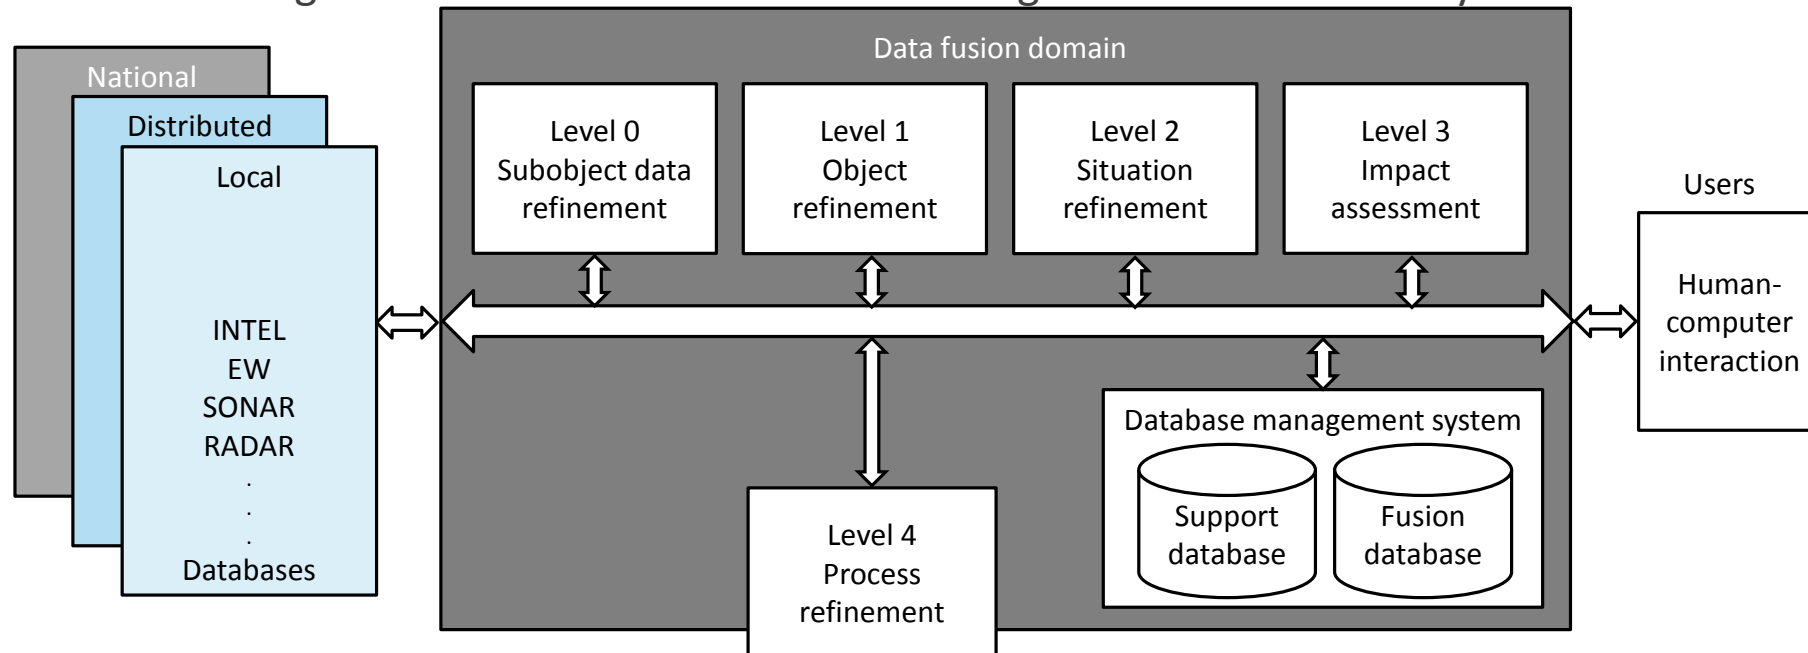 Data fusion domain
National
Distributed
Local
INTEL
EW
SONAR
RADAR
.
.
.
Databases
Level 0
Subobject data
refinement
Level 1
Object
refinement
Level 2
Situation
refinement
Level 3
Impact
assessment
Users
Human-
computer
interaction
Level 4
Process
refinement
Database management system
Support
database
Fusion
database